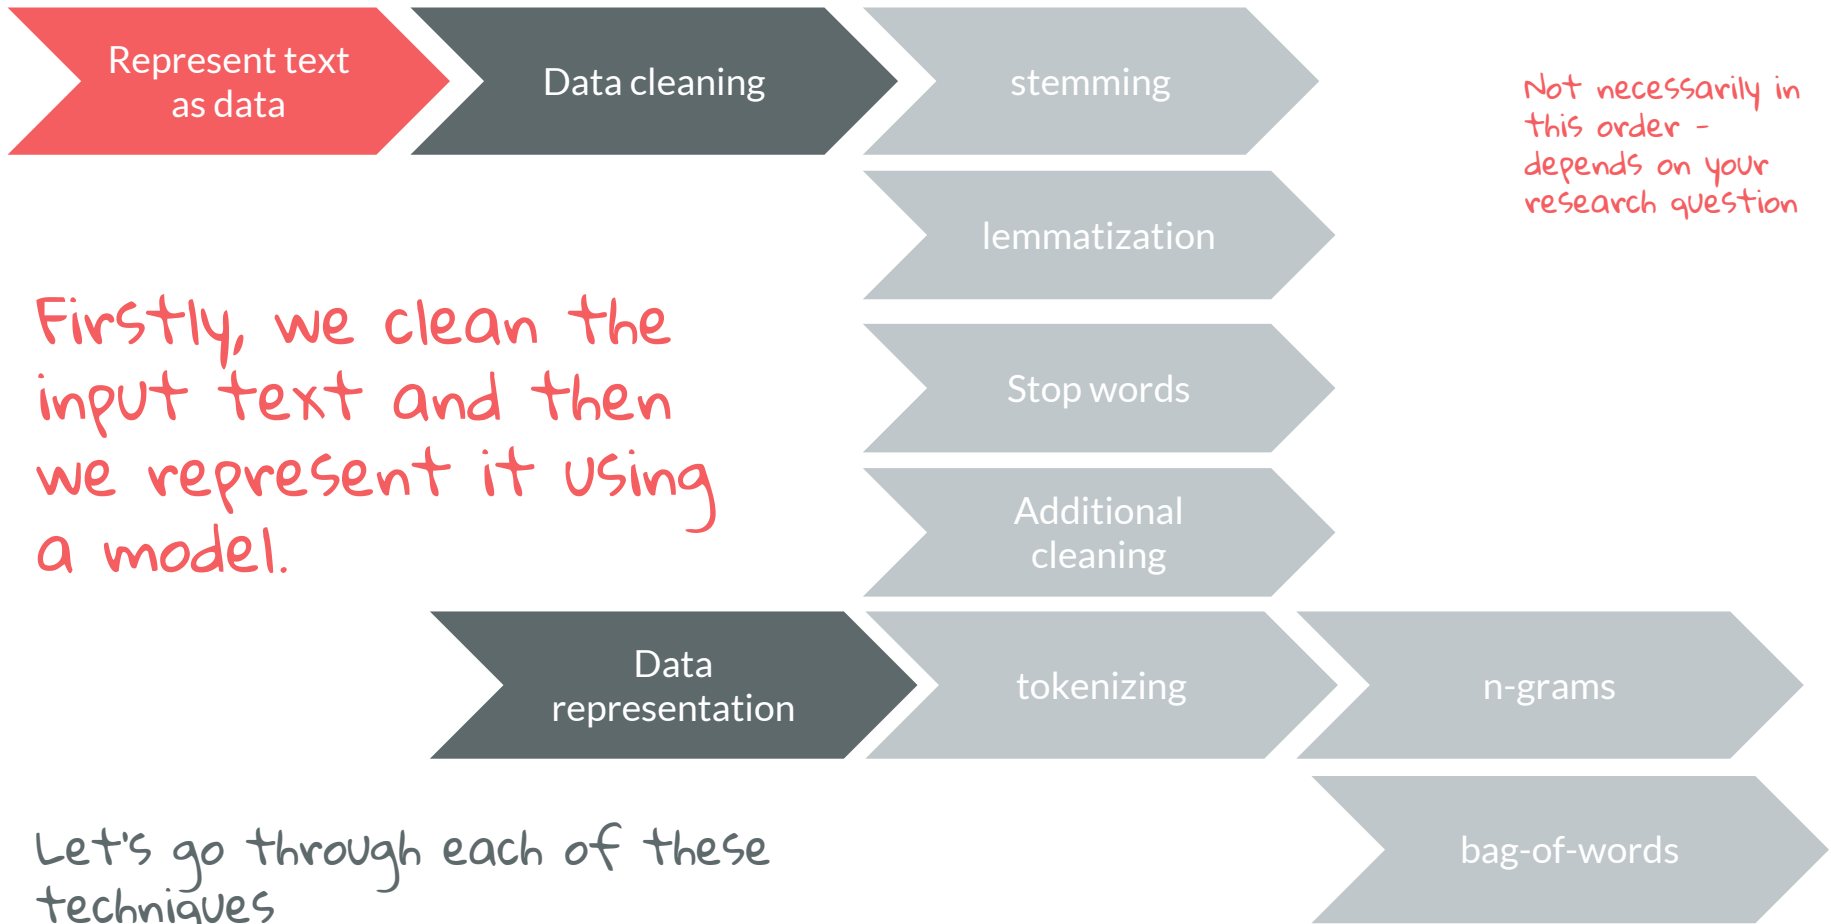 Represent text
as data
Data cleaning
stemming
Not necessarily in
this order -
depends on your
research question
lemmatization
Firstly, we clean the
input text and then
we represent it using
a model.
Stop words
Additional
cleaning
Data
representation
tokenizing
n-grams
bag-of-words
Let's go through each of these
techniques